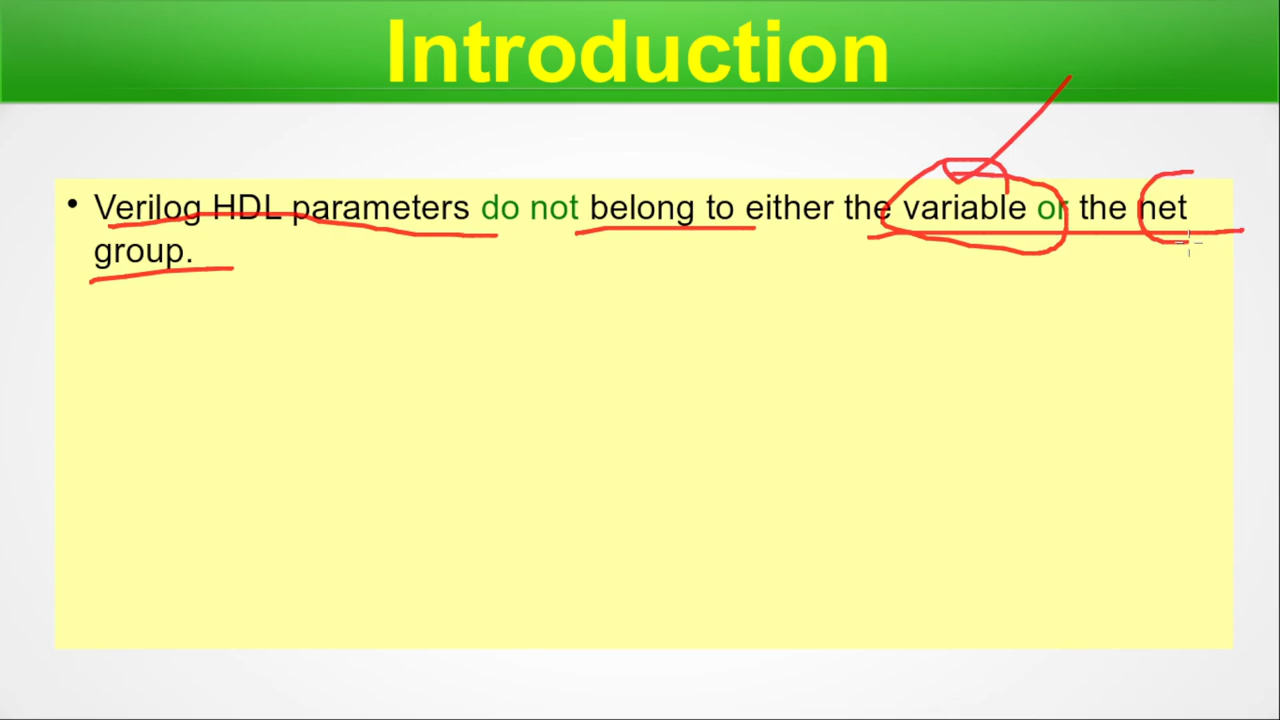 Introduction
• Verilog HDL parameters do not belong to either the variable or the net
group.